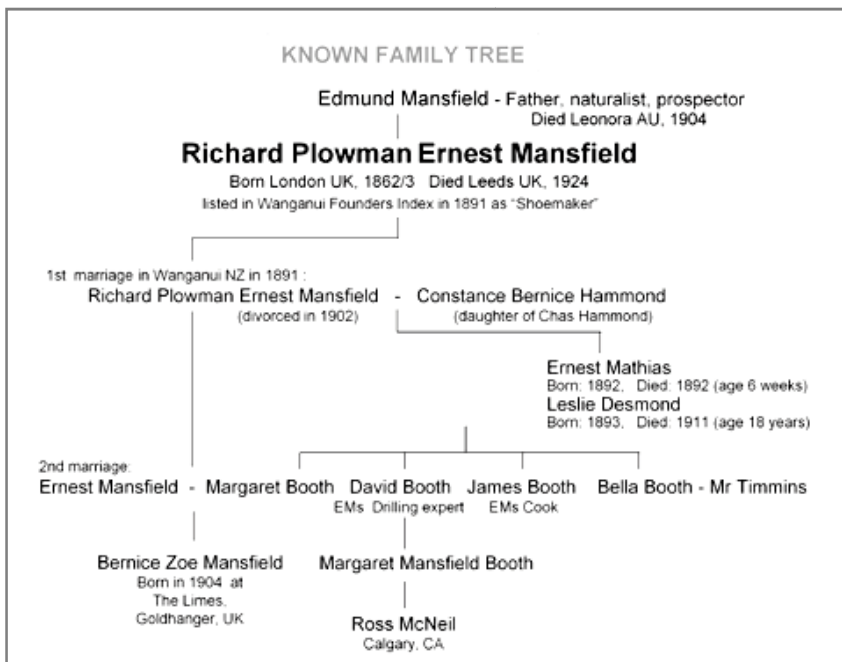 KNOWN FAMILY TREE
Edmund Mansfield - Father, naturalist, prospector
Died Leonora AU, 1904
Richard Plowman Ernest Mansfield
Born London UK, 1862/3 Died Leeds UK, 1924
listed in Wanganui Founders Index in 1891 as "Shoemaker"
1st marriage in Wanganui NZ in 1891 :
Richard Plowman Ernest Mansfield - Constance Bernice Hammond
(divorced in 1902) (daughter of Chas Hammond)
Ernest Mathias
Born: 1892, Died: 1892 (age 6 weeks)
Leslie Desmond
Born: 1893, Died: 1911 (age 18 years)
2nd marriage:
Ernest Mansfield - Margaret Booth David Booth James Booth Bella Booth - Mr Timmins
EMs Drilling expert EMs Cook
Bernice Zoe Mansfield Margaret Mansfield Booth
Born in 1904 at
The Limes.
Goldhanger, UK
Ross McNeil
Calgary, CA